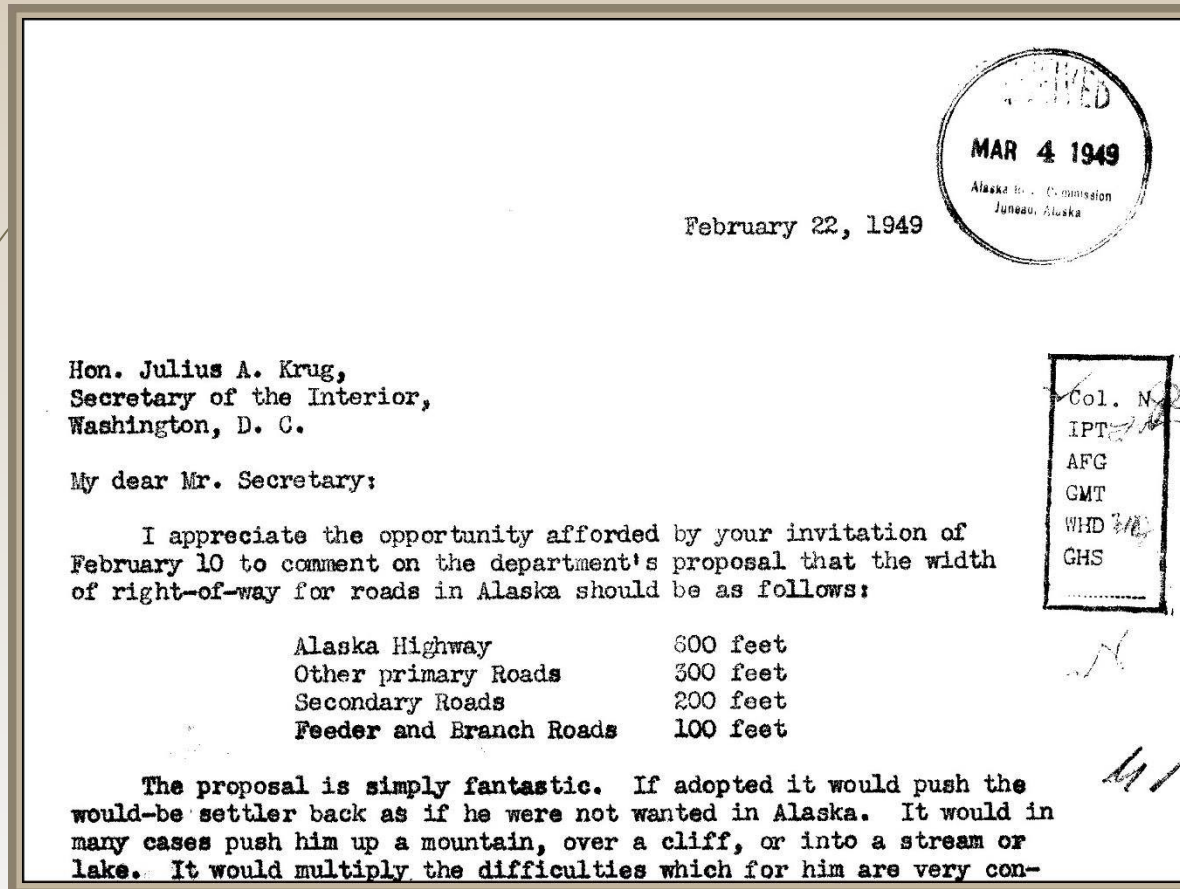 MAR 4 1949
Alaska Commission
Juneau, Alaska
February 22, 1949
Hon. Julius A. Krug,
Secretary of the Interior,
Washington, D. C.
Col. N
IPT
AFG
GMT
WHD
GHS
My dear Mr. Secretary:
I appreciate the opportunity afforded by your invitation of
February 10 to comment on the department's proposal that the width
of right-of-way for roads in Alaska should be as follows:
Alaska Highway 600 feet
Other primary Roads 300 feet
Secondary Roads 200 feet
Feeder and Branch Roads 100 feet
The proposal is simply fantastic. If adopted it would push the
would-be settler back as if he were not wanted in Alaska. It would in
many cases push him up a mountain, over a cliff, or into a stream or
lake. It would multiply the difficulties which for him are very con-